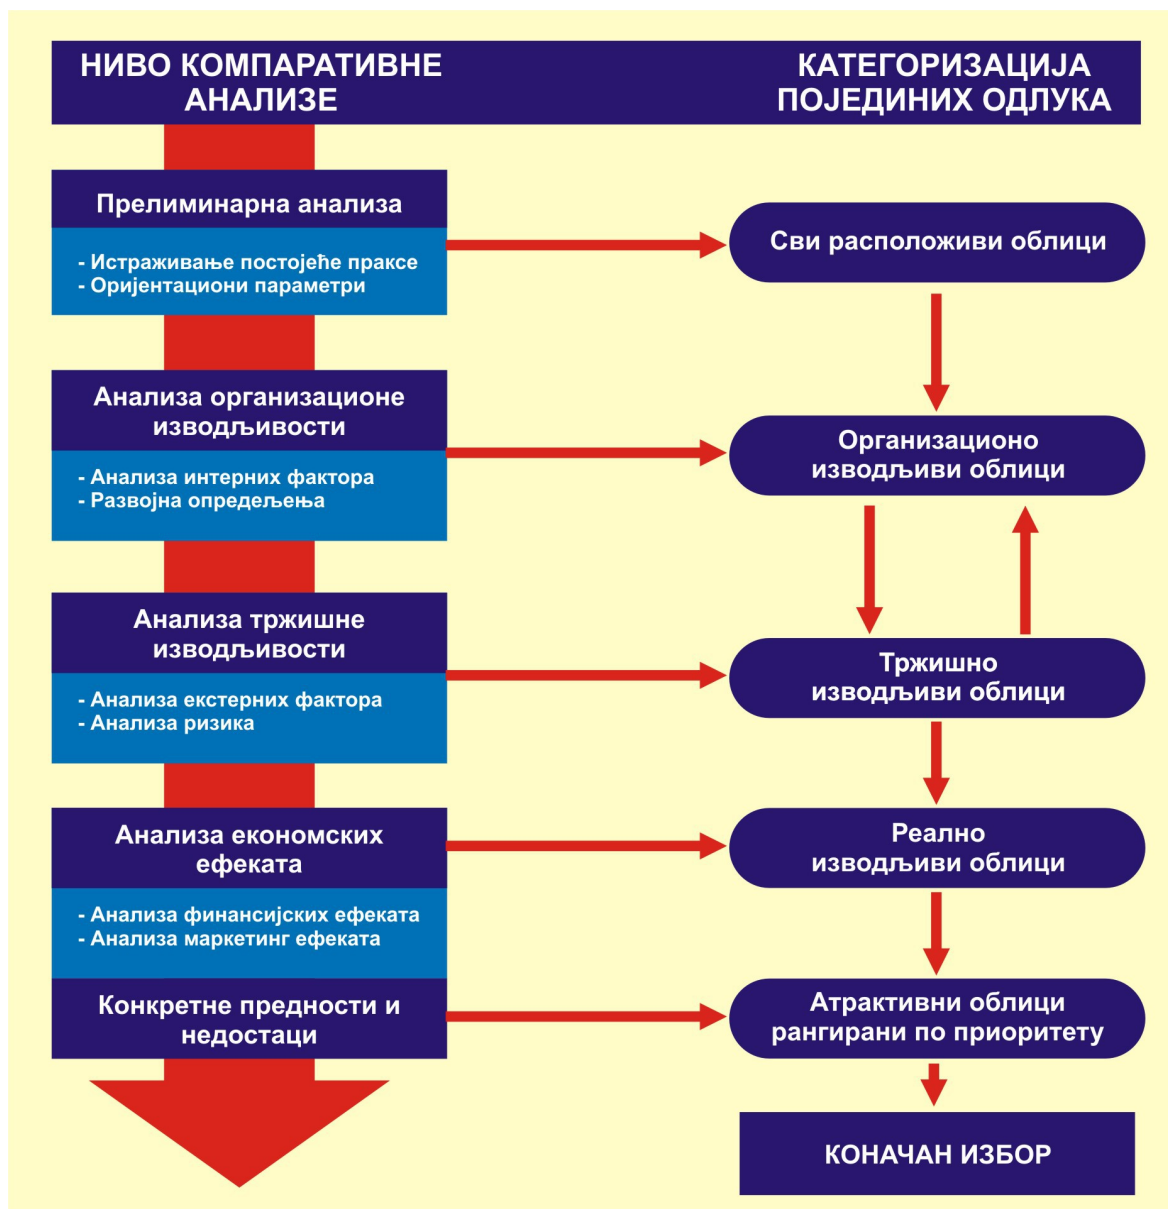 НИВО КОМПАРАТИВНЕ
АНАЛИЗЕ
КАТЕГОРИЗАЦИЈА
ПОЈЕДИНИХ ОДЛУКА
Прелиминарна анализа
- Истраживање постојеће праксе
- Оријентациони параметри
Сви расположиви облици
Анализа организационе
изводљивости
- Анализа интерних фактора
- Развојна опредељења
Организационо
изводљиви облици
Анализа тржишне
изводљивости
- Анализа екстерних фактора
- Анализа ризика
Тржишно
изводљиви облици
Анализа економских
ефеката
- Анализа финансијских ефеката
- Анализа маркетинг ефеката
Реално
изводљиви облици
Конкретне предности и
недостаци
Атрактивни облици
рангирани по приоритету
КОНАЧАН ИЗБОР